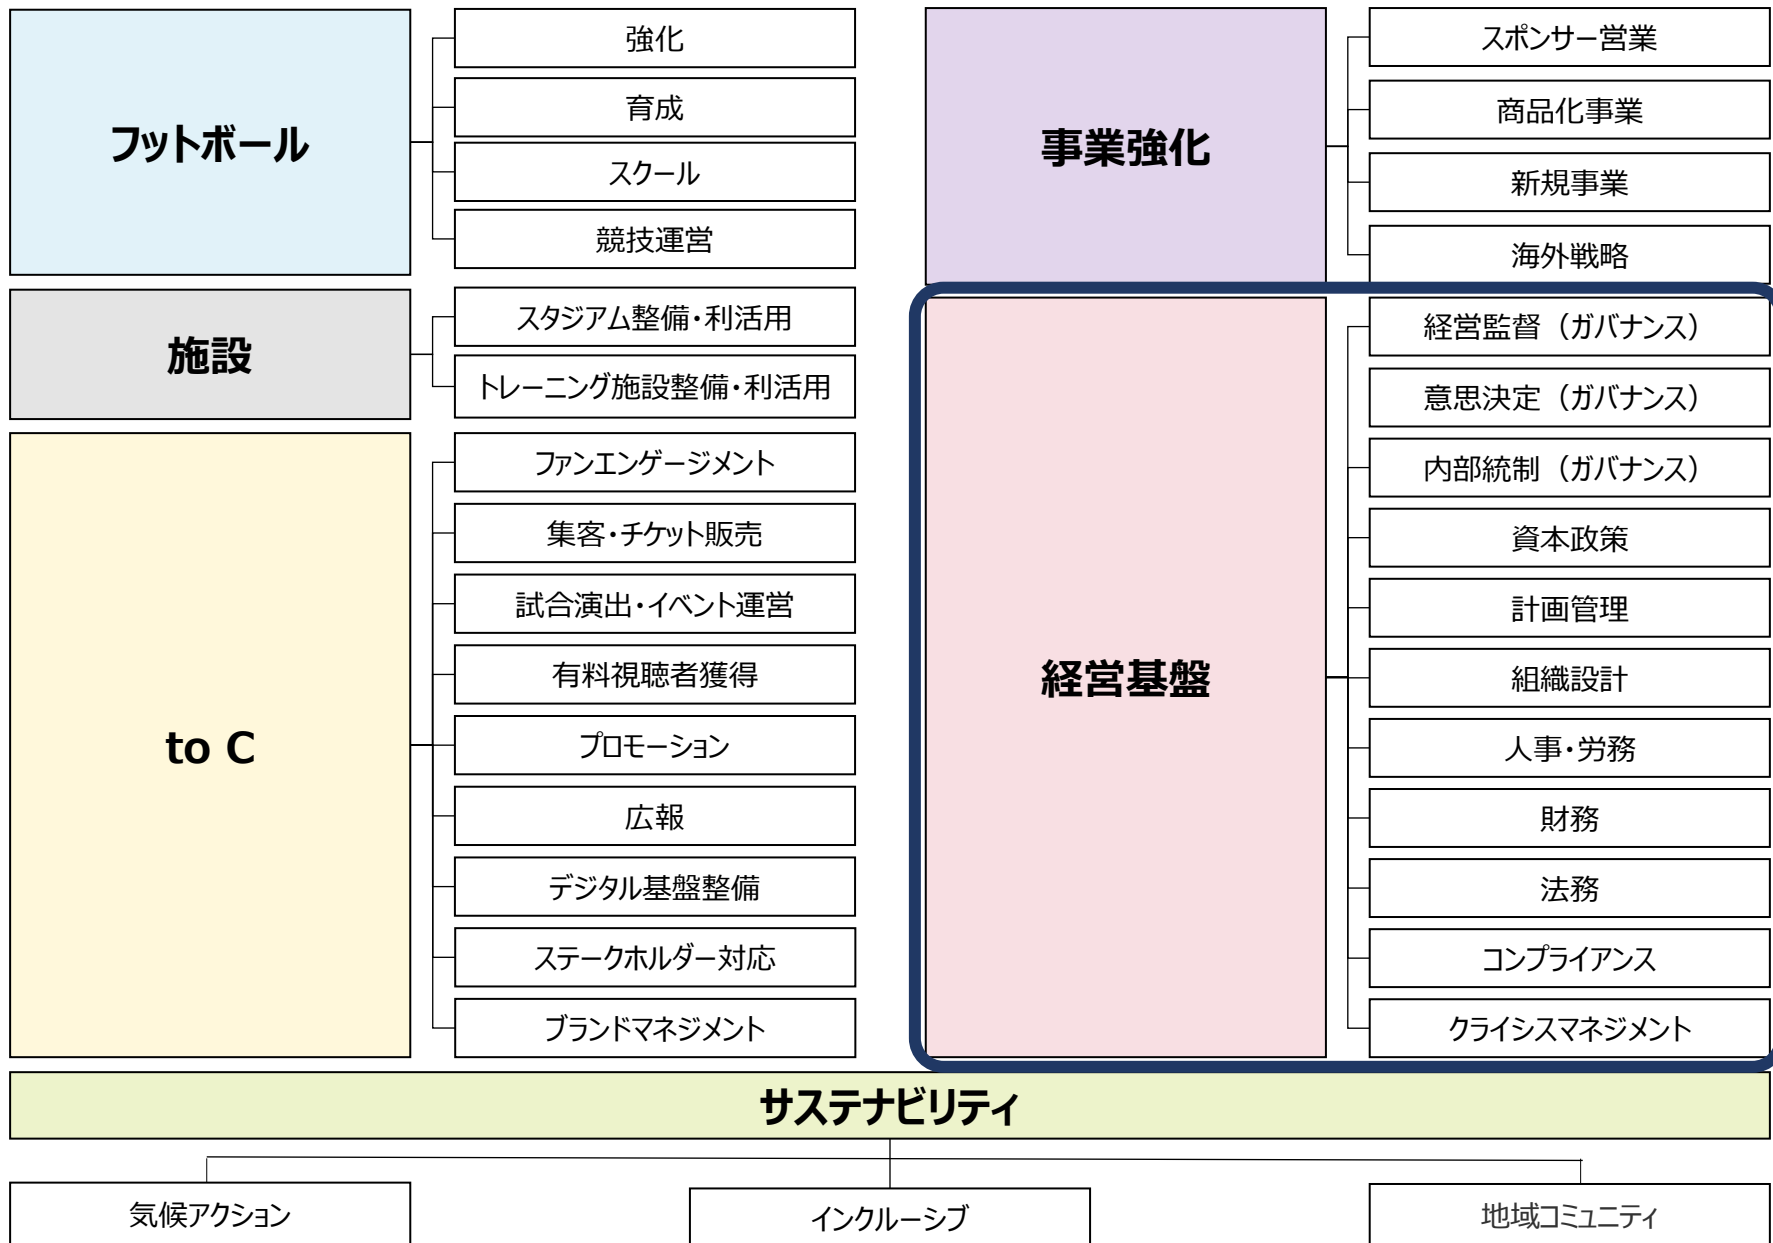 フットボール
強化
育成
スクール
競技運営
施設
スタジアム整備・利活用
トレーニング施設整備・利活用
to C
ファンエンゲージメント
集客・チケット販売
試合演出・イベント運営
有料視聴者獲得
プロモーション
広報
デジタル基盤整備
ステークホルダー対応
ブランドマネジメント
事業強化
スポンサー営業
商品化事業
新規事業
海外戦略
経営基盤
経営監督（ガバナンス）
意思決定（ガバナンス）
内部統制（ガバナンス）
資本政策
計画管理
組織設計
人事・労務
財務
法務
コンプライアンス
クライシスマネジメント
サステナビリティ
気候アクション
インクルーシブ
地域コミュニティ